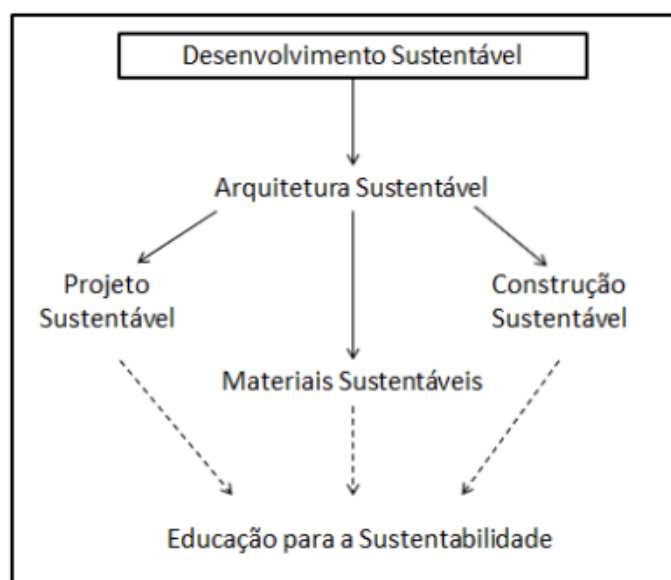 Desenvolvimento Sustentável
Arquitetura Sustentável
Projeto
Sustentável
Construção
Sustentável
Materiais Sustentáveis
Educação para a Sustentabilidade